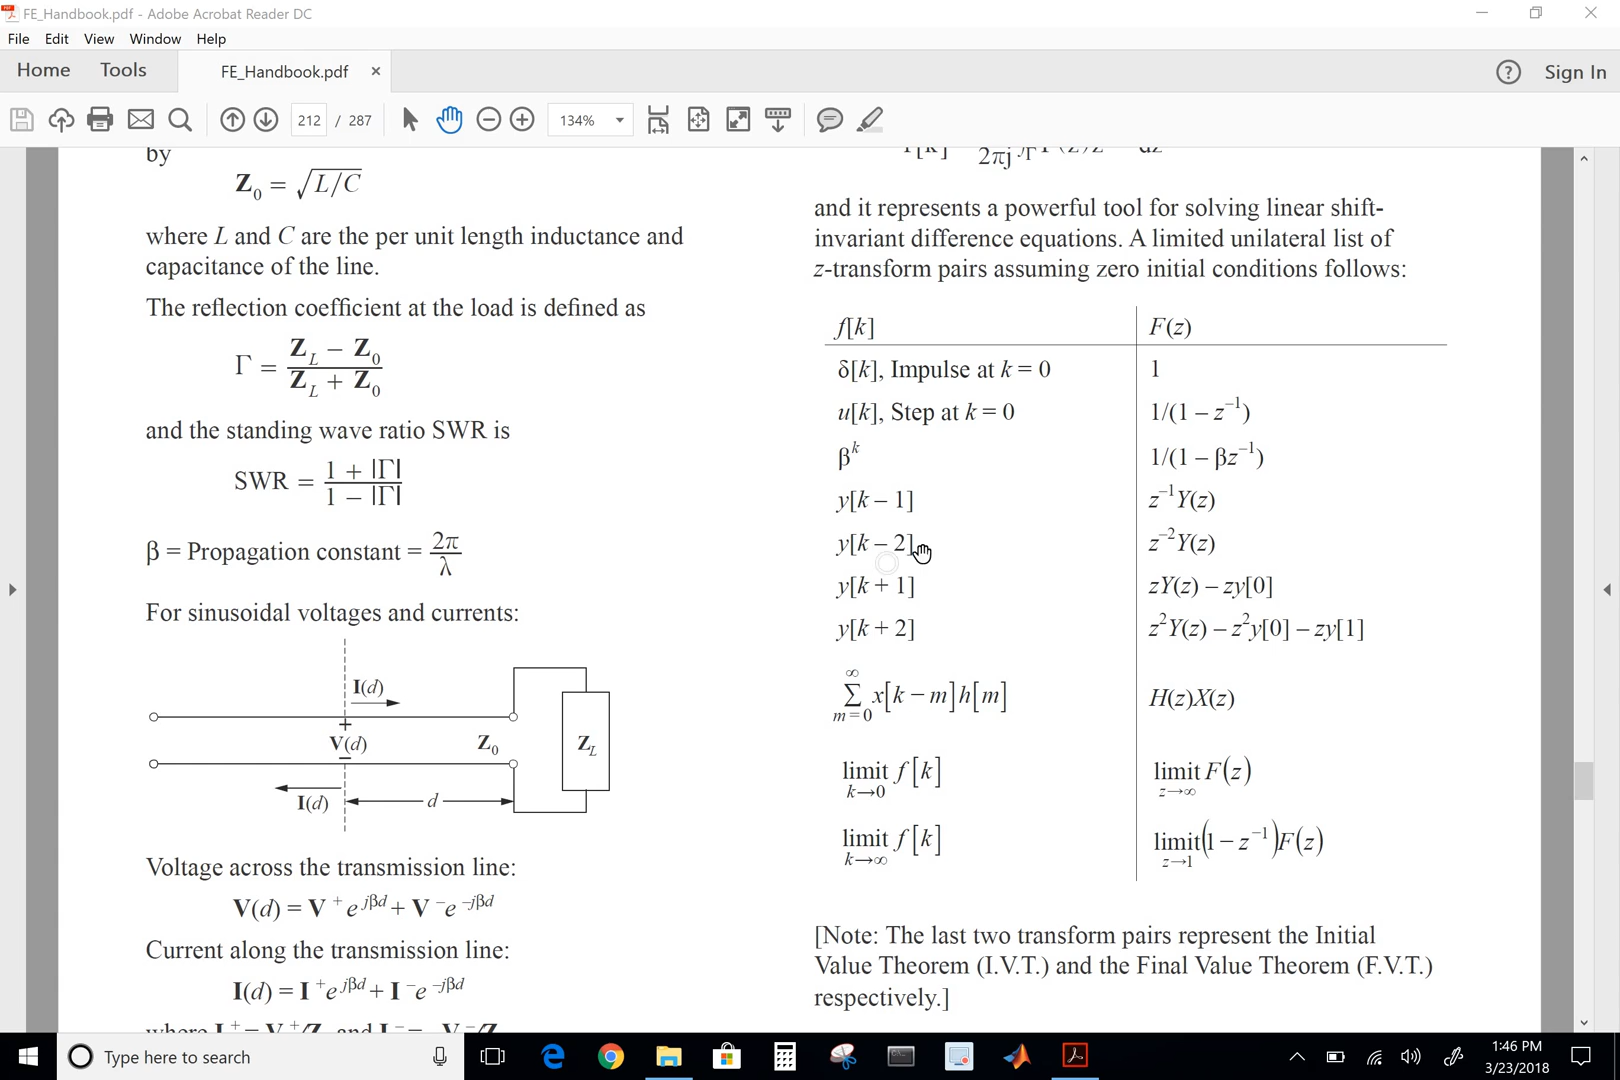 FE_Handbook.pdf - Adobe Acrobat Reader DC
File Edit View Window Help
Home Tools FE_Handbook.pdf × ? Sign In
212 / 287 134%
by
Z₀ = √L/C
where L and C are the per unit length inductance and
capacitance of the line.
The reflection coefficient at the load is defined as
Γ = (Z_L − Z₀) / (Z_L + Z₀)
and the standing wave ratio SWR is
SWR = (1 + |Γ|) / (1 − |Γ|)
β = Propagation constant = 2π/λ
For sinusoidal voltages and currents:
I(d)
+
V(d) Z₀ Z_L
−
I(d) d
Voltage across the transmission line:
V(d) = V⁺e^{jβd} + V⁻e^{−jβd}
Current along the transmission line:
I(d) = I⁺e^{jβd} + I⁻e^{−jβd}
and it represents a powerful tool for solving linear shift-
invariant difference equations. A limited unilateral list of
z-transform pairs assuming zero initial conditions follows:
f[k] F(z)
δ[k], Impulse at k = 0 1
u[k], Step at k = 0 1/(1 – z⁻¹)
β^k 1/(1 – βz⁻¹)
y[k – 1] z⁻¹Y(z)
y[k – 2] z⁻²Y(z)
y[k + 1] zY(z) – zy[0]
y[k + 2] z²Y(z) – z²y[0] – zy[1]
∞
Σ x[k − m]h[m] H(z)X(z)
m = 0
limit f[k] limit F(z)
k→0 z→∞
limit f[k] limit(1 − z⁻¹)F(z)
k→∞ z→1
[Note: The last two transform pairs represent the Initial
Value Theorem (I.V.T.) and the Final Value Theorem (F.V.T.)
respectively.]
Type here to search
1:46 PM
3/23/2018